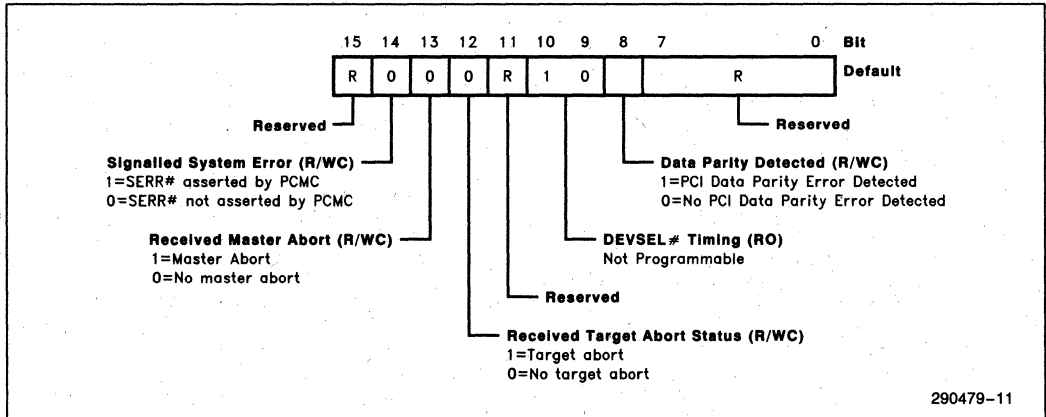 15 14 13 12 11 10 9 8 7 0 Bit
R 0 0 0 R 1 0 R Default
Reserved
Reserved
Signalled System Error (R/WC)
1=SERR# asserted by PCMC
0=SERR# not asserted by PCMC
Data Parity Detected (R/WC)
1=PCI Data Parity Error Detected
0=No PCI Data Parity Error Detected
Received Master Abort (R/WC)
1=Master Abort
0=No master abort
DEVSEL# Timing (RO)
Not Programmable
Reserved
Received Target Abort Status (R/WC)
1=Target abort
0=No target abort
290479-11